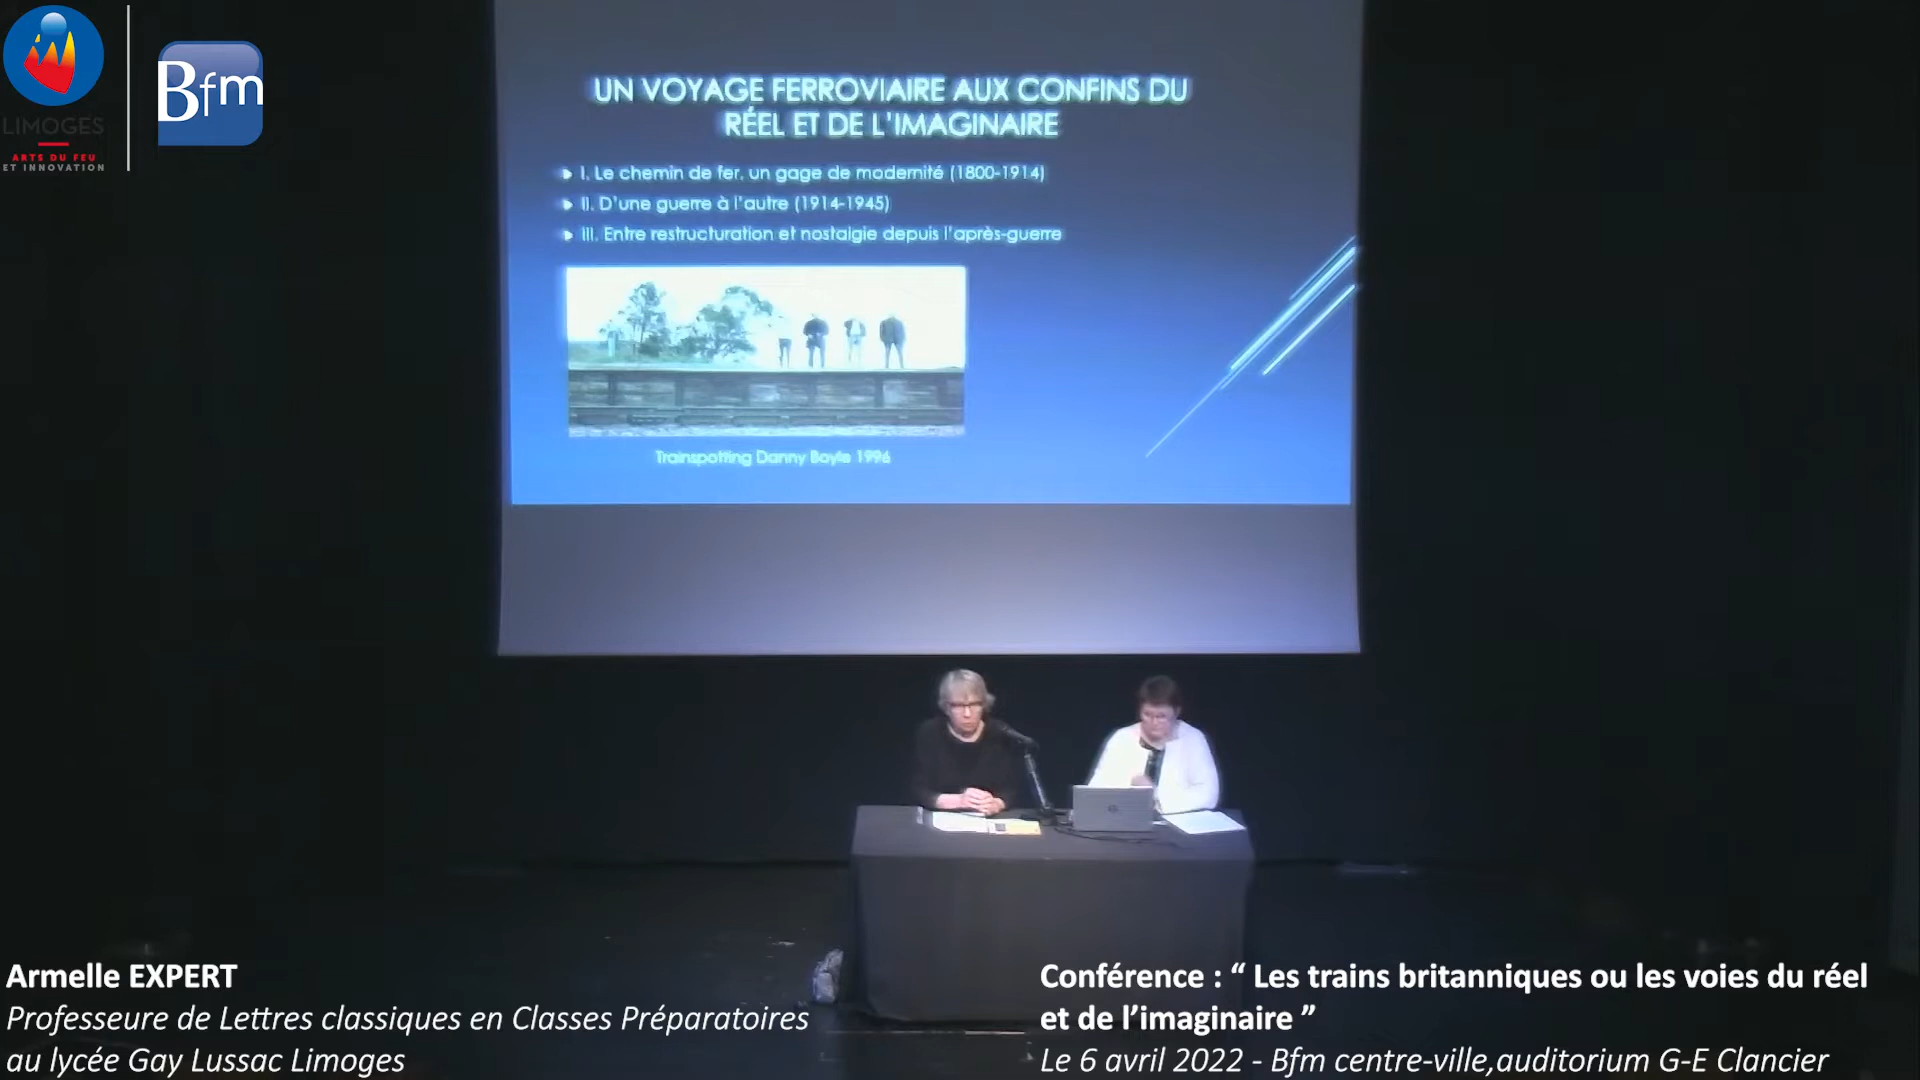 LIMOGES
ARTS DU FEU
ET INNOVATION
Bfm
UN VOYAGE FERROVIAIRE AUX CONFINS DU
RÉEL ET DE L'IMAGINAIRE
I. Le chemin de fer, un gage de modernité (1800-1914)
II. D'une guerre à l'autre (1914-1945)
III. Entre restructuration et nostalgie depuis l'après-guerre
Trainspotting Danny Boyle 1996
Armelle EXPERT
Professeure de Lettres classiques en Classes Préparatoires
au lycée Gay Lussac Limoges
Conférence : “ Les trains britanniques ou les voies du réel
et de l’imaginaire ”
Le 6 avril 2022 - Bfm centre-ville,auditorium G-E Clancier